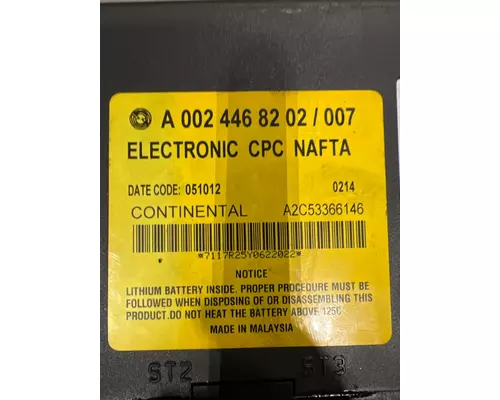 A 002 446 82 02 / 007
ELECTRONIC CPC NAFTA
DATE CODE: 051012 0214
CONTINENTAL A2C53366146
*7117R25Y0622022*
NOTICE
LITHIUM BATTERY INSIDE. PROPER PROCEDURE MUST BE
FOLLOWED WHEN DISPOSING OF OR DISASSEMBLING THIS
PRODUCT.DO NOT HEAT THE BATTERY ABOVE 125C
MADE IN MALAYSIA
ST2 ST3